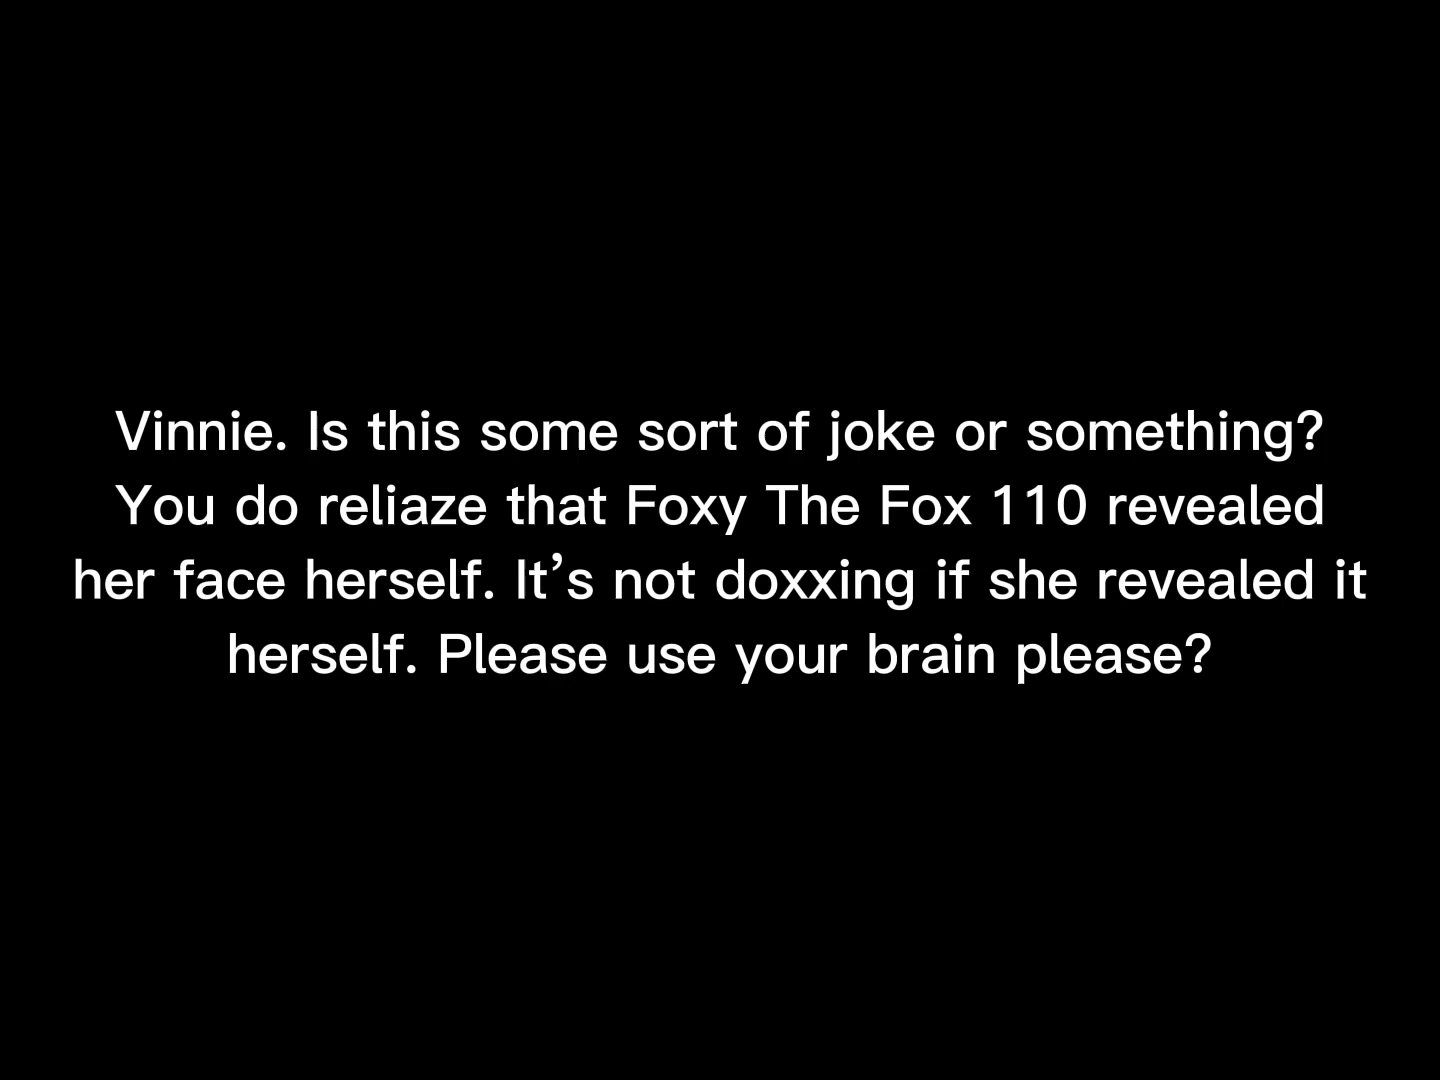 Vinnie. Is this some sort of joke or something?
You do reliaze that Foxy The Fox 110 revealed
her face herself. It’s not doxxing if she revealed it
herself. Please use your brain please?